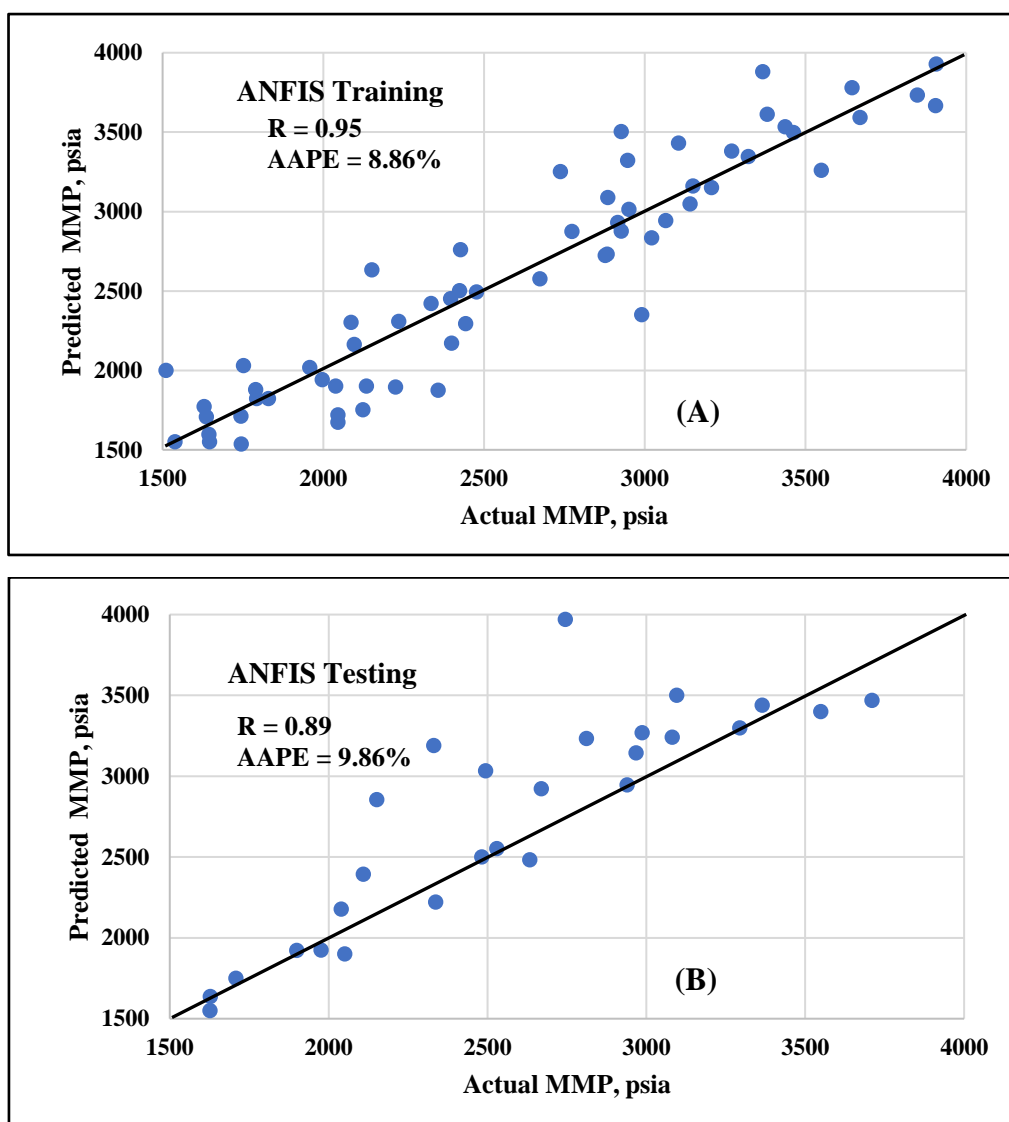 4000
ANFIS Training
R = 0.95
3500
AAPE = 8.86%
3000
2500
2000
(A)
1500
1500 2000 2500 3000 3500 4000
Predicted MMP, psia
Actual MMP, psia
4000
ANFIS Testing
3500
R = 0.89
AAPE = 9.86%
3000
2500
2000
(B)
1500
1500 2000 2500 3000 3500 4000
Predicted MMP, psia
Actual MMP, psia